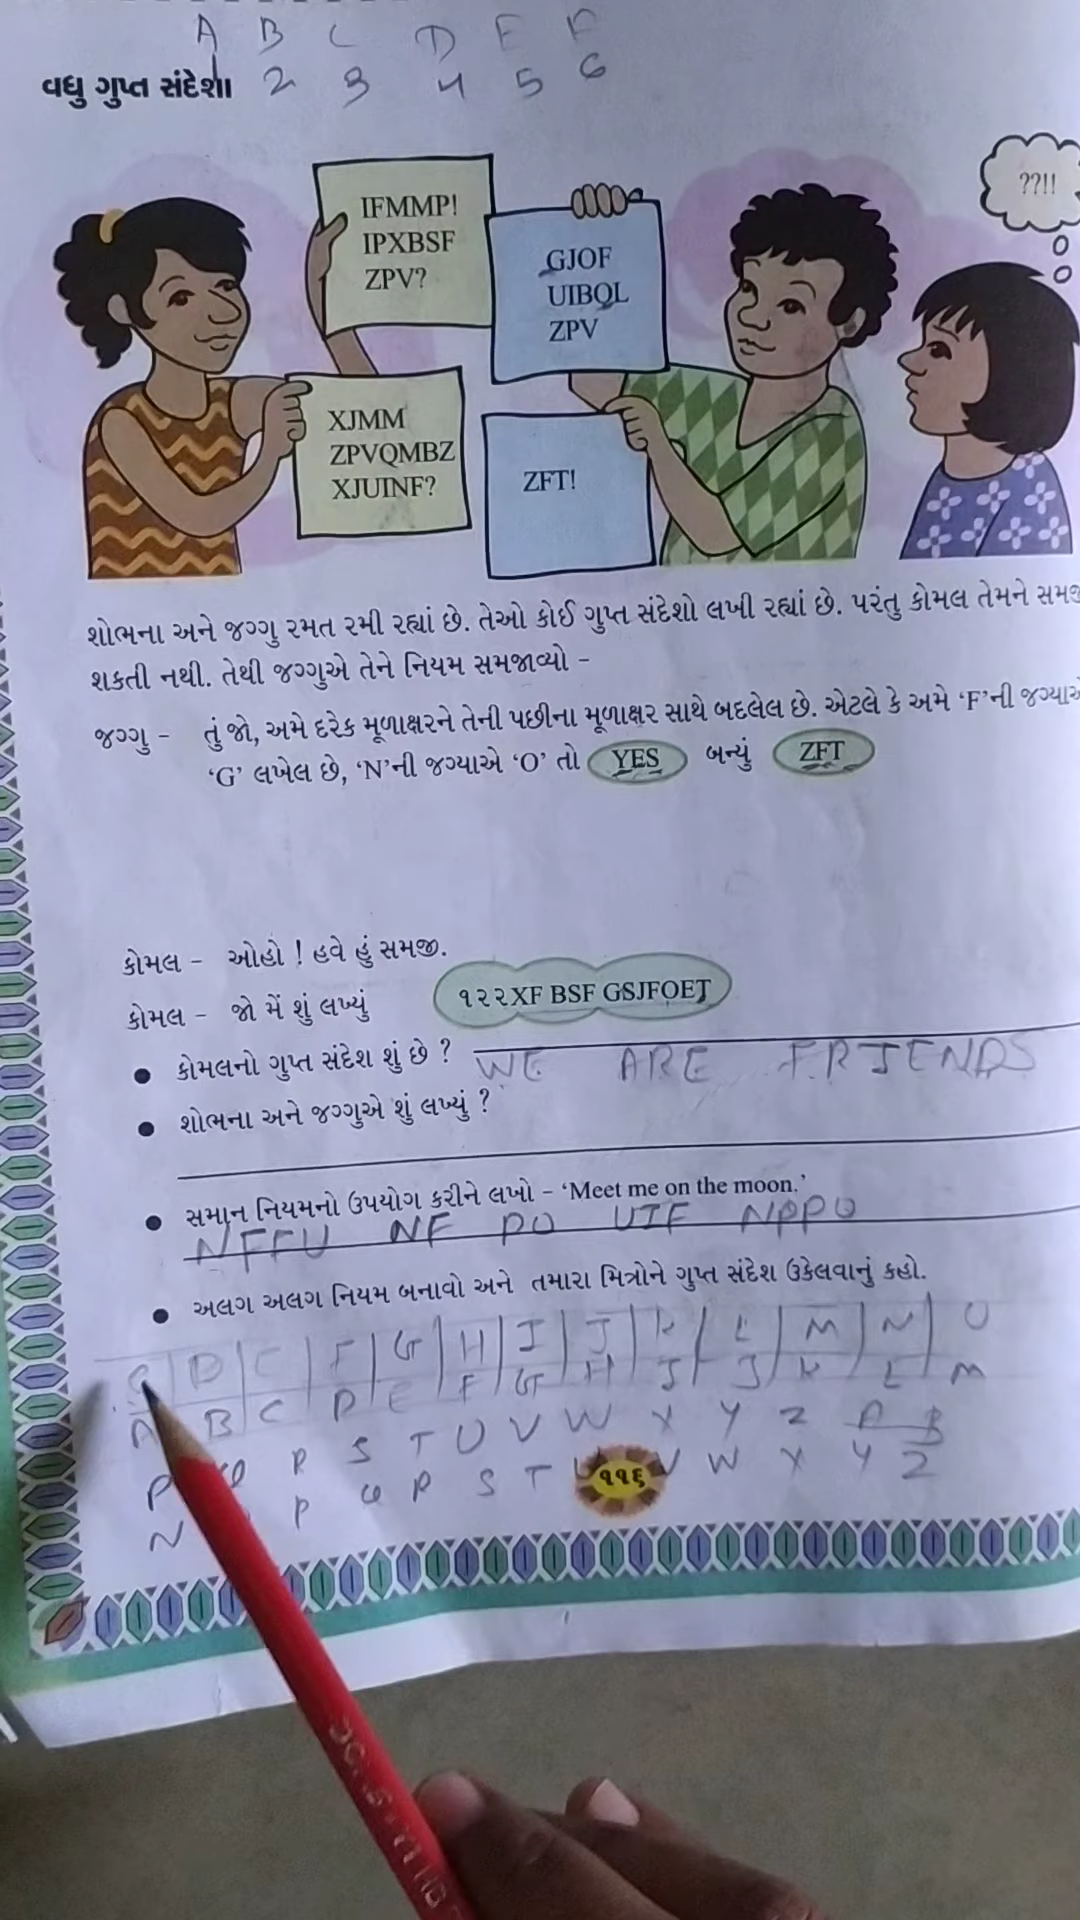 A B C D E F
1 2 3 4 5 6
વધુ ગુપ્ત સંદેશા
??!!
IFMMP!
IPXBSF
ZPV?
GJOF
UIBQL
ZPV
XJMM
ZPVQMBZ
XJUINF?
ZFT!
શોભના અને જગ્ગુ રમત રમી રહ્યાં છે. તેઓ કોઈ ગુપ્ત સંદેશો લખી રહ્યાં છે. પરંતુ કોમલ તેમને
શકતી નથી. તેથી જગ્ગુએ તેને નિયમ સમજાવ્યો –
જગ્ગુ – તું જો, અમે દરેક મૂળાક્ષરને તેની પછીના મૂળાક્ષર સાથે બદલેલ છે. એટલે કે અમે ‘F’ની
‘G’ લખેલ છે, ‘N’ની જગ્યાએ ‘O’ તો YES બન્યું ZFT
કોમલ – ઓહો ! હવે હું સમજી.
કોમલ – જો મેં શું લખ્યું ૧૨૨XF BSF GSJFOET
• કોમલનો ગુપ્ત સંદેશ શું છે ? WE ARE FRIENDS
• શોભના અને જગ્ગુએ શું લખ્યું ?
• સમાન નિયમનો ઉપયોગ કરીને લખો – ‘Meet me on the moon.’
NFFU NF PO UIF NPPO
• અલગ અલગ નિયમ બનાવો અને તમારા મિત્રોને ગુપ્ત સંદેશ ઉકેલવાનું કહો.
C D F G H I J K L M N O
A B C D E F G H I J K L M
P R S T U V W X Y Z A B
N P Q R S T V W X Y Z
૧૧૬